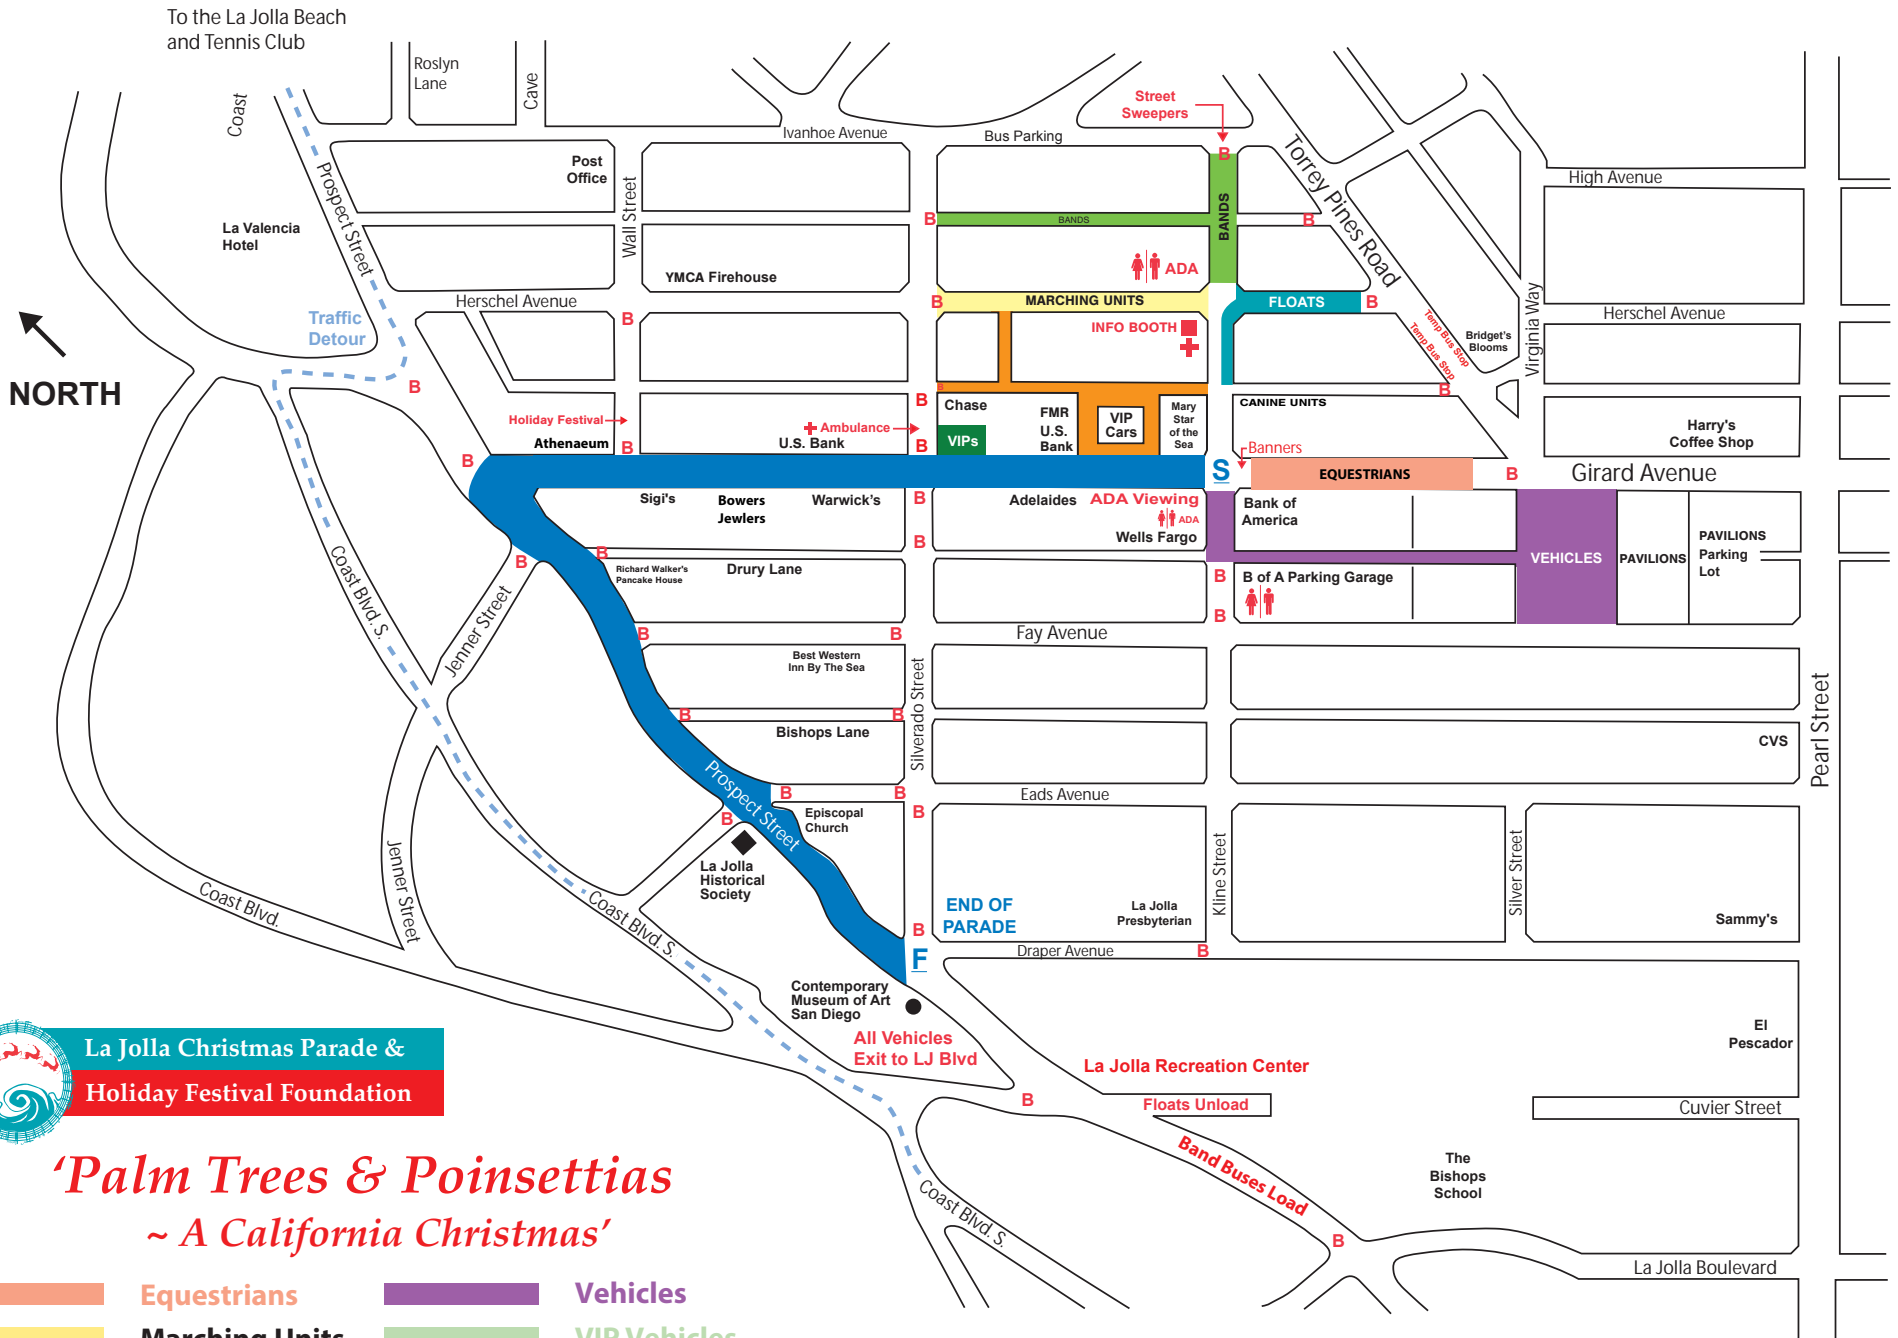 To the La Jolla Beach
and Tennis Club
Roslyn
Lane
Cave
Coast
Ivanhoe Avenue
Bus Parking
Street
Sweepers
B
Torrey Pines Road
High Avenue
Post
Office
Prospect Street
Wall Street
La Valencia
Hotel
B
BANDS
BANDS
B
YMCA Firehouse
ADA
Herschel Avenue
B
MARCHING UNITS
FLOATS
B
Virginia Way
Herschel Avenue
Traffic
Detour
B
INFO BOOTH
Temp Bus Stop
Temp Bus Stop
Bridget's
Blooms
NORTH
B
B
B
B
Chase
FMR
U.S.
Bank
VIP
Cars
Mary
Star
of the
Sea
CANINE UNITS
Harry's
Coffee Shop
Holiday Festival
Athenaeum
B
Ambulance
U.S. Bank
B
VIPs
B
S
Banners
EQUESTRIANS
B
Girard Avenue
Sigi's
Bowers
Jewlers
Warwick's
B
Adelaides
ADA Viewing
ADA
Wells Fargo
Bank of
America
B
B
B
Richard Walker's
Pancake House
Drury Lane
B
B of A Parking Garage
B
VEHICLES
PAVILIONS
PAVILIONS
Parking
Lot
Coast Blvd. S.
Jenner Street
B
B
Fay Avenue
Best Western
Inn By The Sea
Silverado Street
B
B
Bishops Lane
CVS
Pearl Street
Prospect Street
B
B
B
Eads Avenue
B
Episcopal
Church
La Jolla
Historical
Society
Jenner Street
Coast Blvd.
Coast Blvd. S.
Kline Street
Silver Street
END OF
PARADE
La Jolla
Presbyterian
Sammy's
B
F
Draper Avenue
B
Contemporary
Museum of Art
San Diego
All Vehicles
Exit to LJ Blvd
El
Pescador
La Jolla Recreation Center
B
Floats Unload
Cuvier Street
Band Buses Load
The
Bishops
School
B
Coast Blvd. S.
La Jolla Boulevard
La Jolla Christmas Parade &
Holiday Festival Foundation
'Palm Trees & Poinsettias
~ A California Christmas'
Equestrians
Vehicles
Marching Units
VIP Vehicles